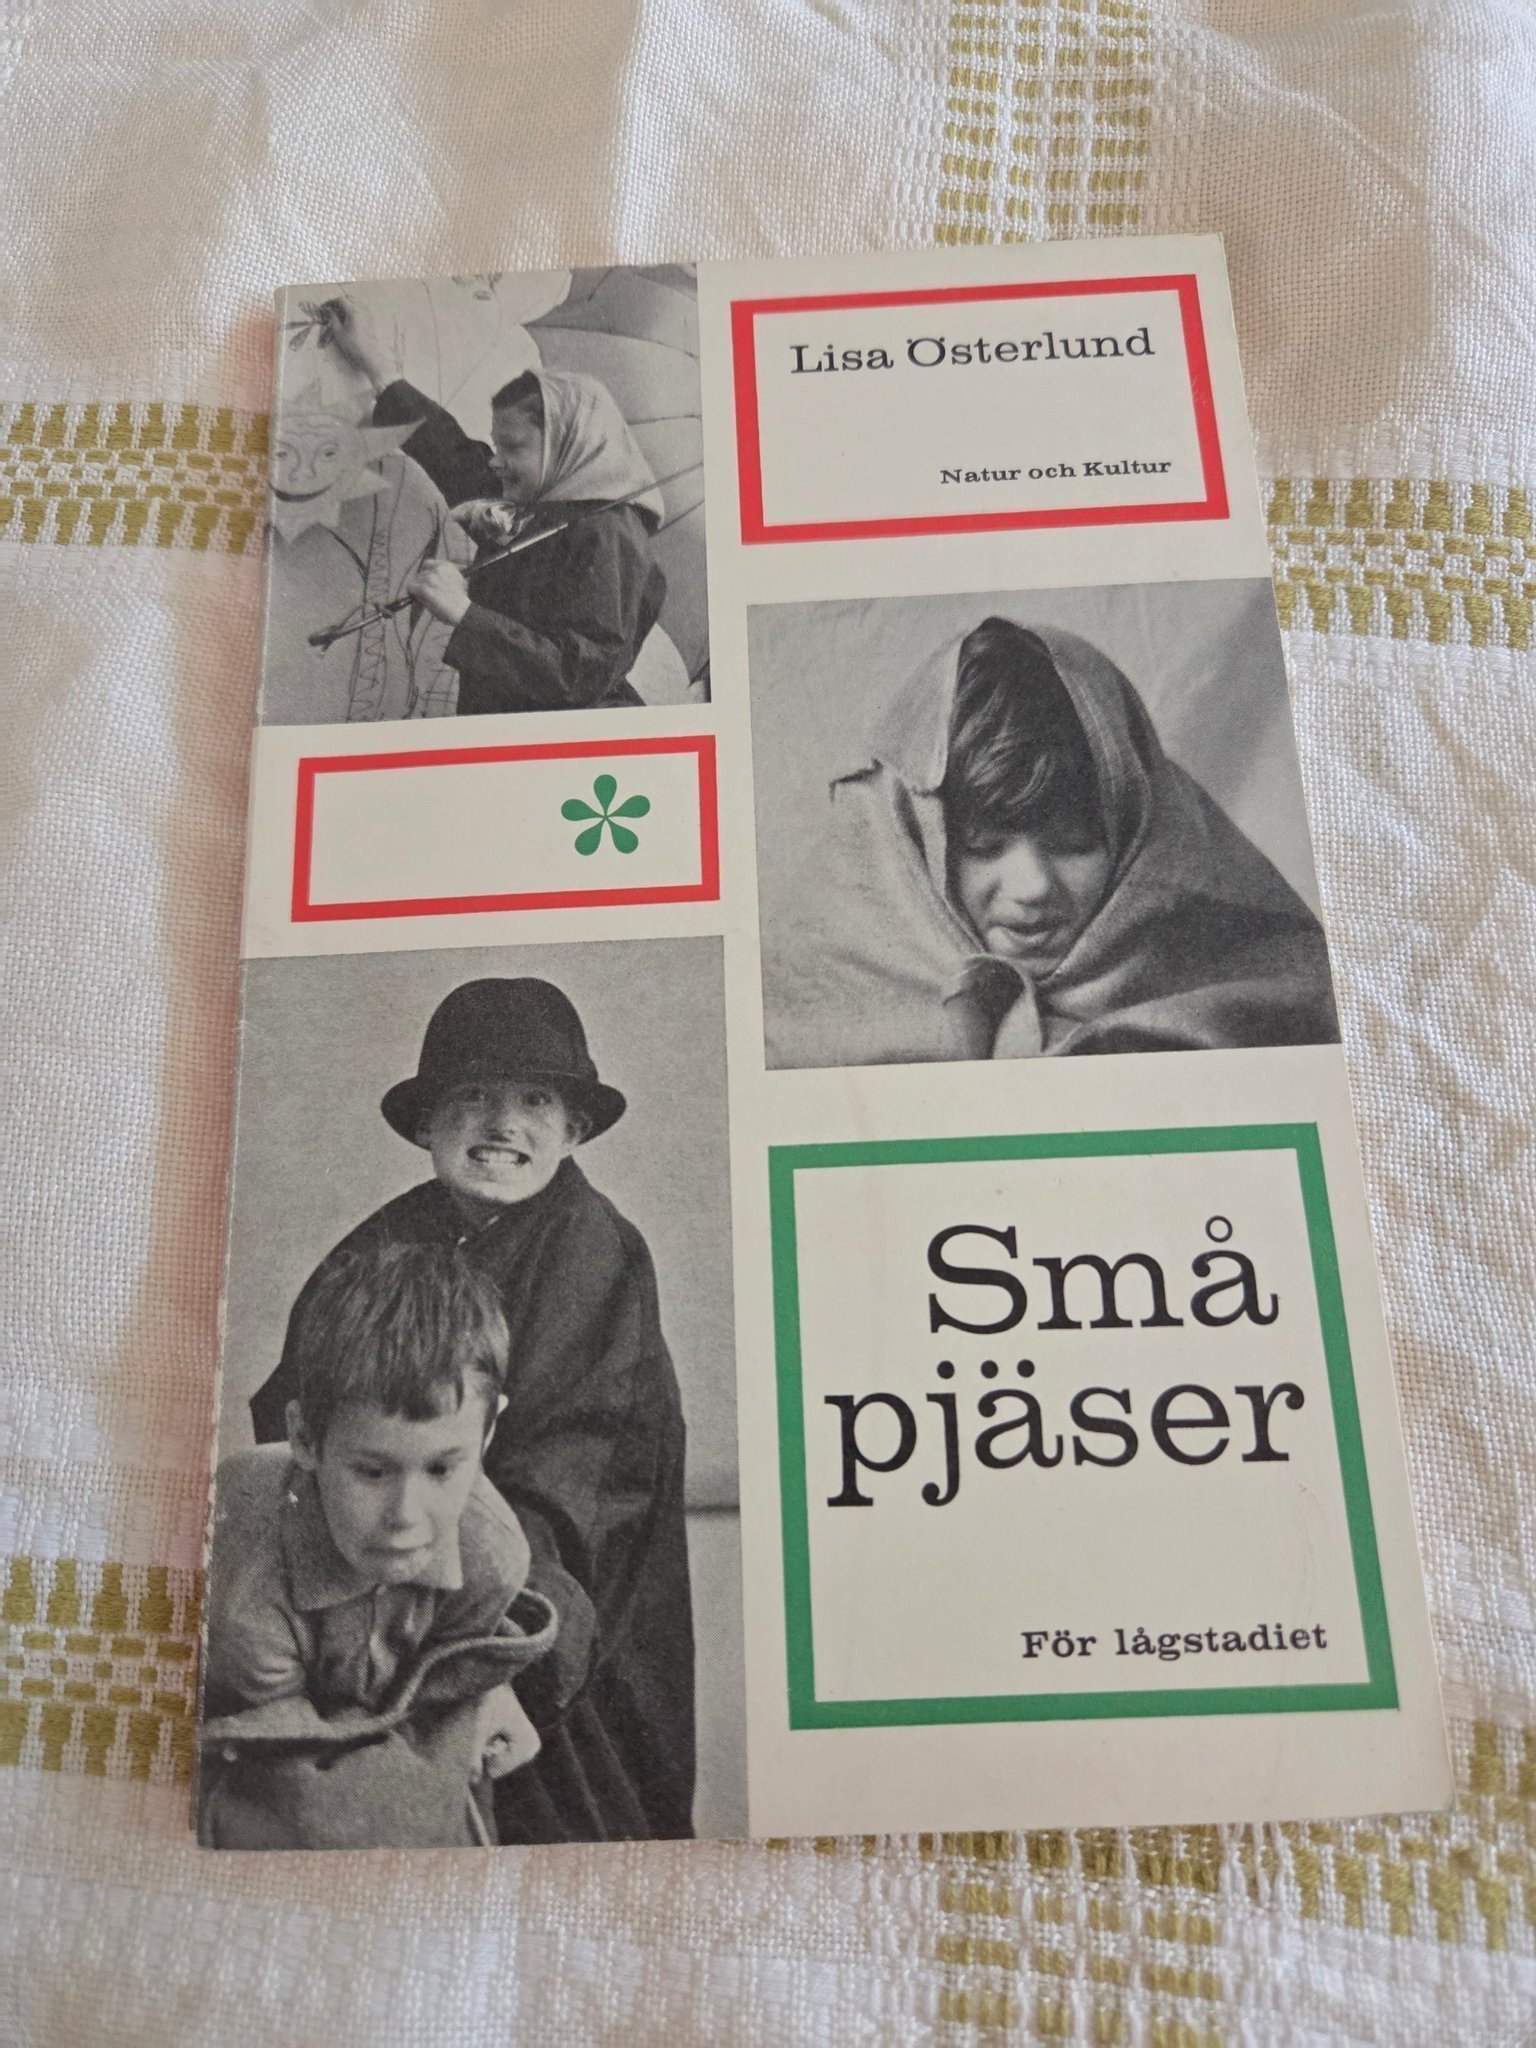 Lisa Österlund
Natur och Kultur
Små
pjäser
För lågstadiet